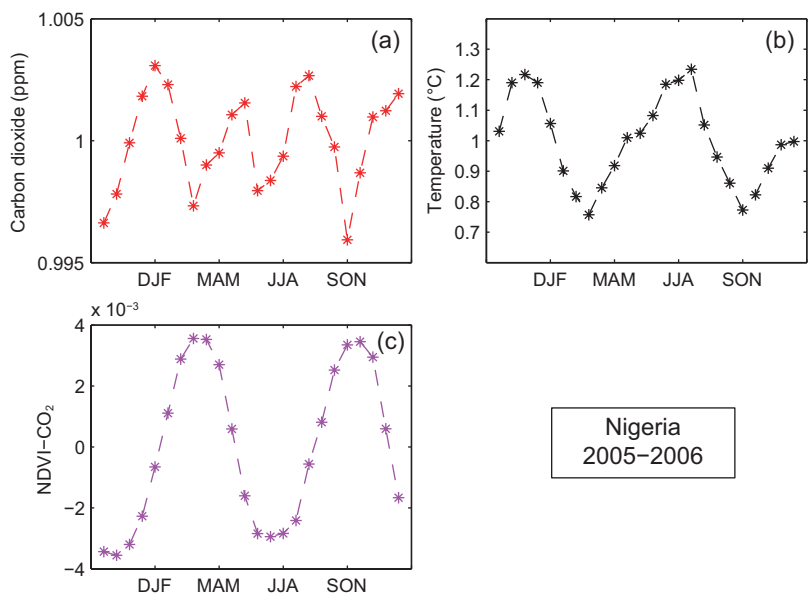 (a)
Carbon dioxide (ppm)
1.005
1
0.995
DJF MAM JJA SON
(b)
Temperature (°C)
1.3
1.2
1.1
1
0.9
0.8
0.7
DJF MAM JJA SON
x 10⁻³
(c)
NDVI−CO₂
4
2
0
−2
−4
DJF MAM JJA SON
Nigeria
2005−2006